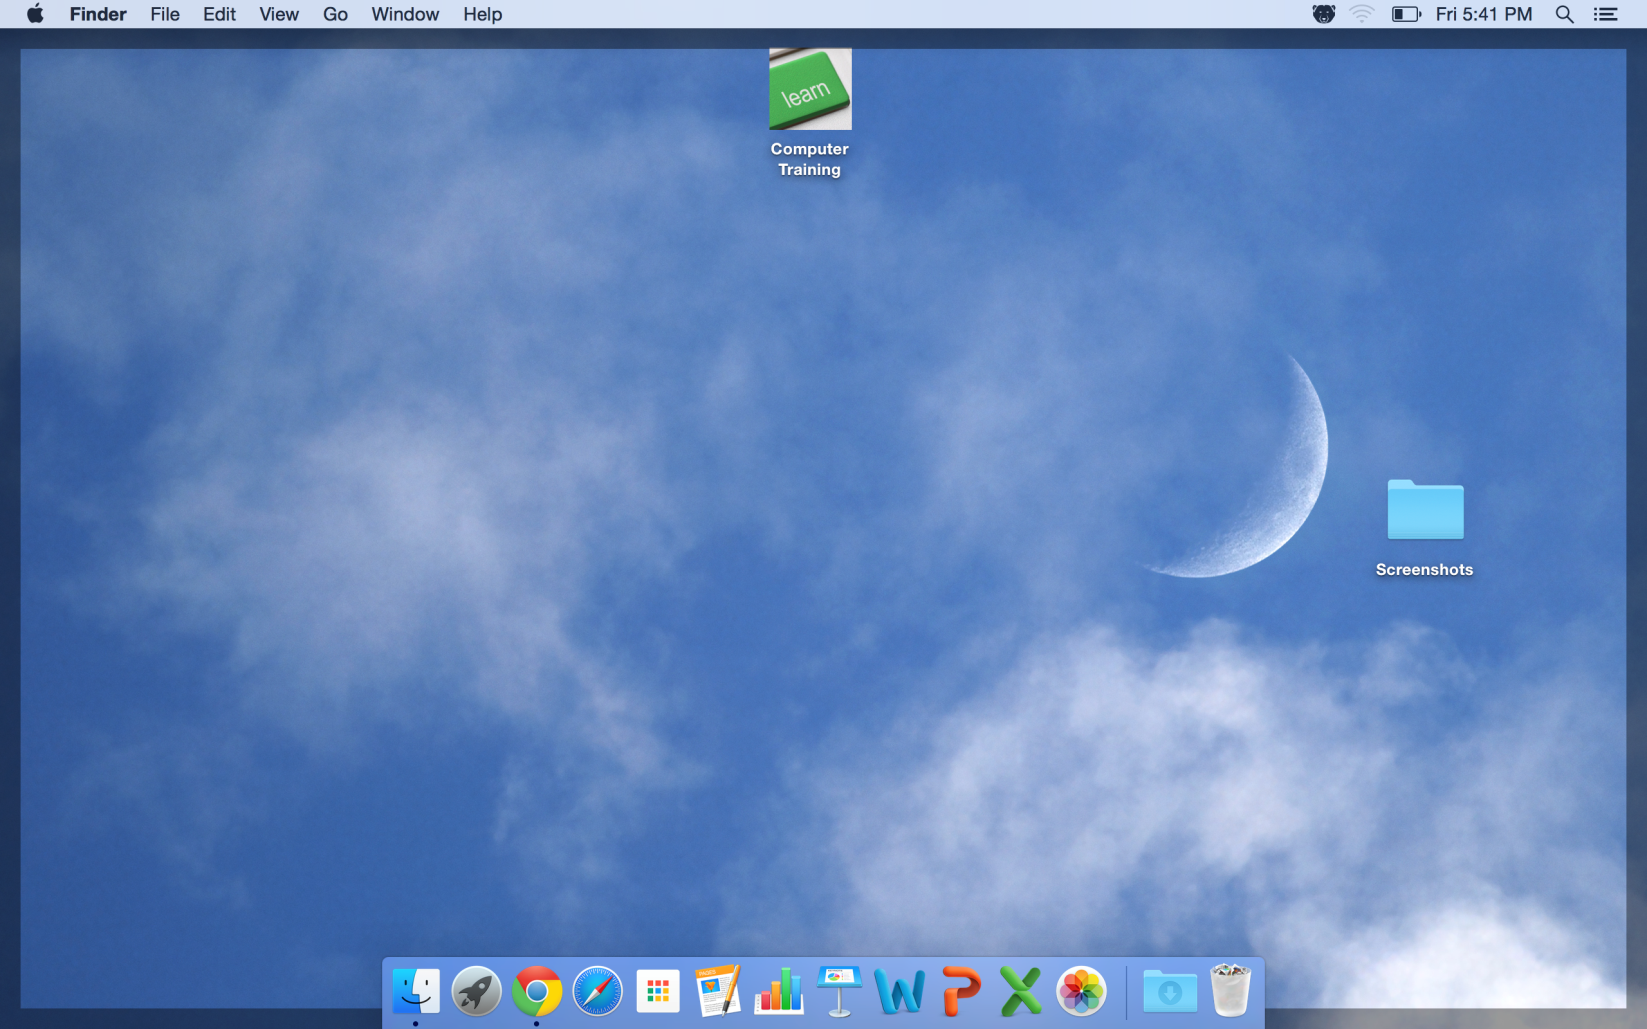 Finder File Edit View Go Window Help Fri 5:41 PM
learn
Computer
Training
Screenshots